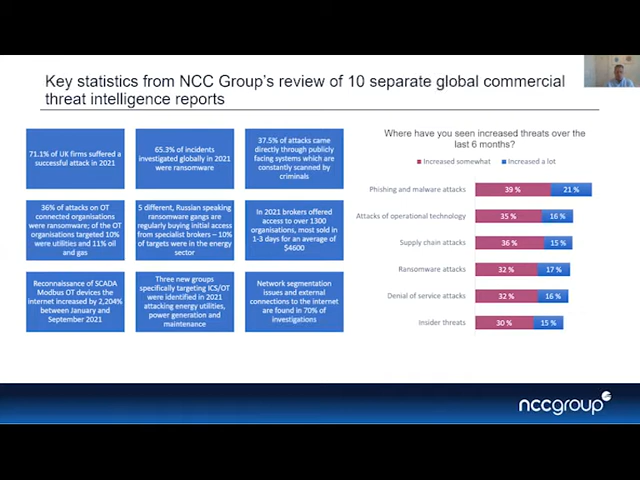 Key statistics from NCC Group's review of 10 separate global commercial
threat intelligence reports
71.1% of UK firms suffered a
successful attack in 2021
65.3% of incidents
investigated globally in 2021
were ransomware
37.5% of attacks came
directly through publicly
facing systems which are
constantly scanned by
criminals
36% of attacks on OT
connected organisations
were ransomware; of the OT
organisations targeted 10%
were utilities and 11% oil
and gas
5 different, Russian speaking
ransomware gangs are
regularly buying initial access
from specialist brokers – 10%
of targets were in the energy
sector
In 2021 brokers offered
access to over 1300
organisations, most sold in
1-3 days for an average of
$4600
Reconnaissance of SCADA
Modbus OT devices the
internet increased by 2,204%
between January and
September 2021
Three new groups
specifically targeting ICS/OT
were identified in 2021
attacking energy utilities,
power generation and
maintenance
Network segmentation
issues and external
connections to the internet
are found in 70% of
investigations
Where have you seen increased threats over the
last 6 months?
Increased somewhat Increased a lot
Phishing and malware attacks 39 % 21 %
Attacks of operational technology 35 % 16 %
Supply chain attacks 36 % 15 %
Ransomware attacks 32 % 17 %
Denial of service attacks 32 % 16 %
Insider threats 30 % 15 %
nccgroup